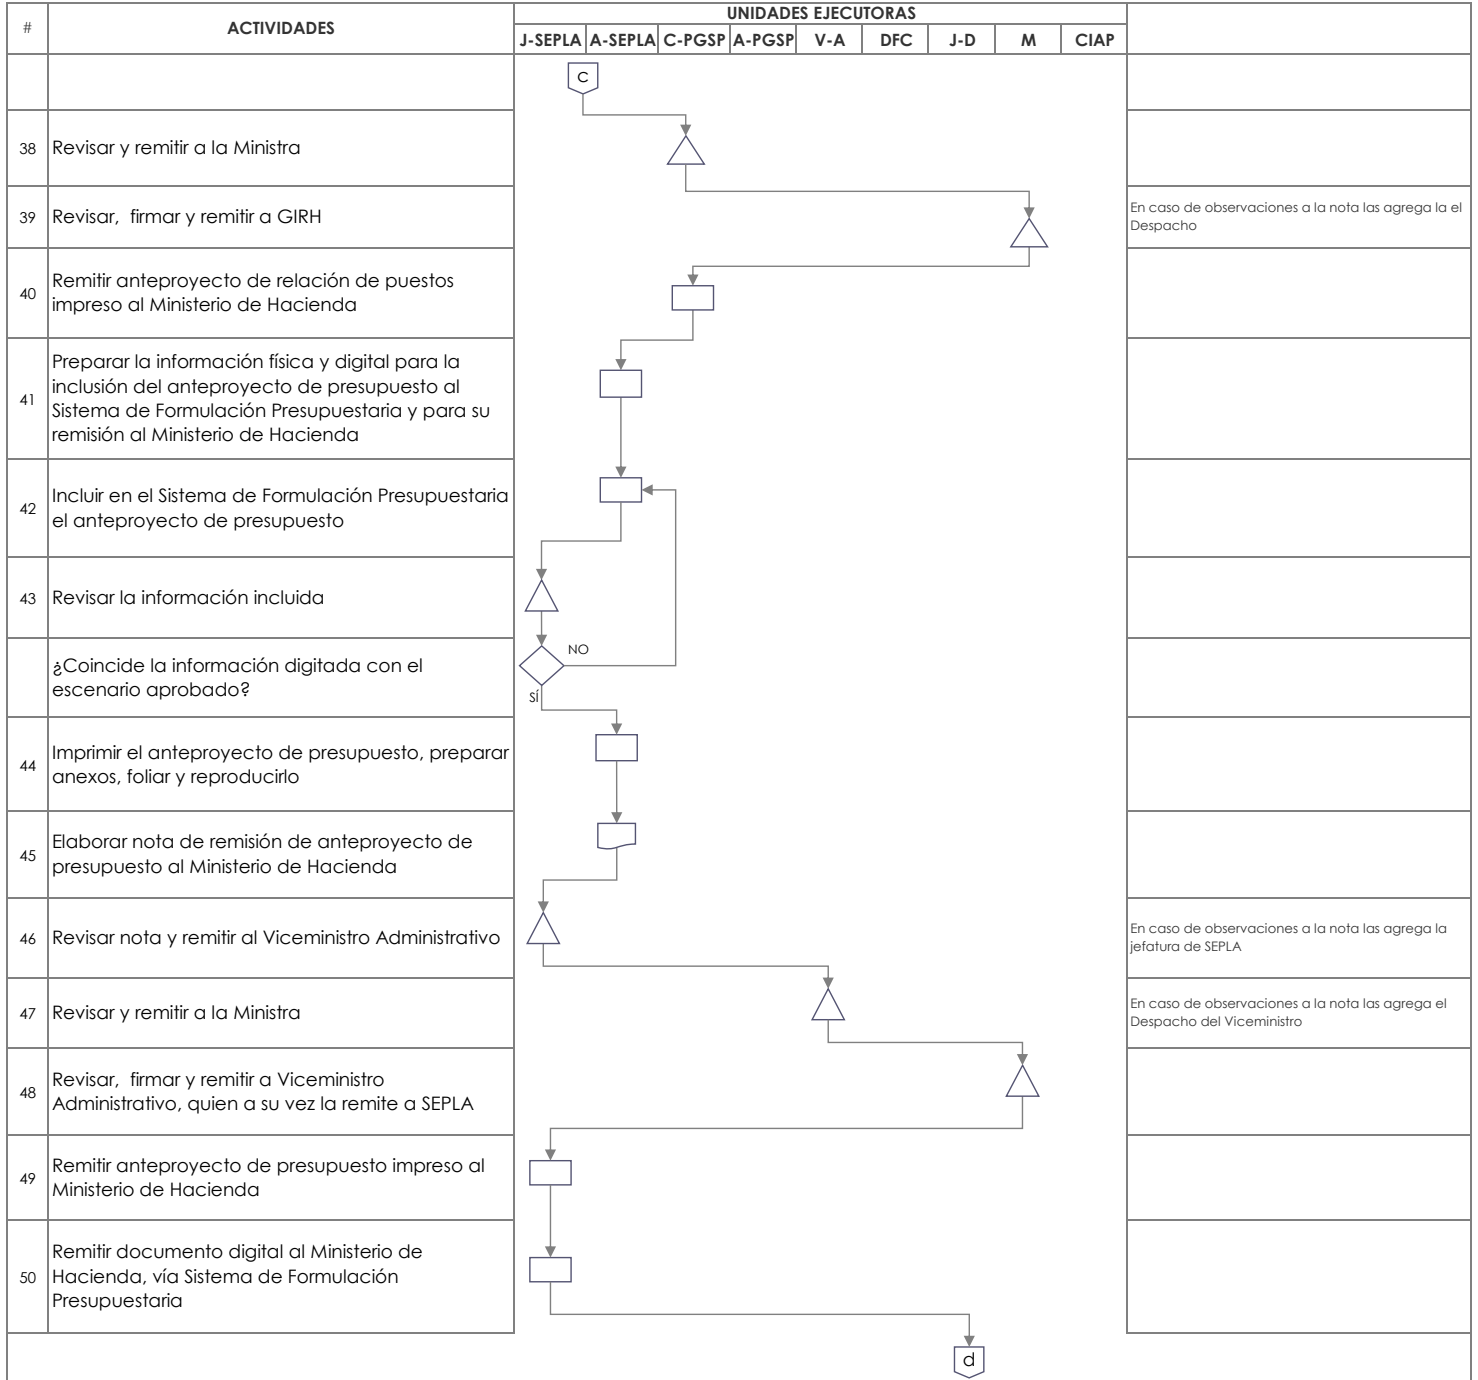 #
ACTIVIDADES
UNIDADES EJECUTORAS
J-SEPLA A-SEPLA C-PGSP A-PGSP V-A DFC J-D M CIAP
c
38 Revisar y remitir a la Ministra
39 Revisar, firmar y remitir a GIRH
En caso de observaciones a la nota las agrega la el
Despacho
40 Remitir anteproyecto de relación de puestos
impreso al Ministerio de Hacienda
41 Preparar la información física y digital para la
inclusión del anteproyecto de presupuesto al
Sistema de Formulación Presupuestaria y para su
remisión al Ministerio de Hacienda
42 Incluir en el Sistema de Formulación Presupuestaria
el anteproyecto de presupuesto
43 Revisar la información incluida
¿Coincide la información digitada con el
escenario aprobado?
NO
SÍ
44 Imprimir el anteproyecto de presupuesto, preparar
anexos, foliar y reproducirlo
45 Elaborar nota de remisión de anteproyecto de
presupuesto al Ministerio de Hacienda
46 Revisar nota y remitir al Viceministro Administrativo
En caso de observaciones a la nota las agrega la
jefatura de SEPLA
47 Revisar y remitir a la Ministra
En caso de observaciones a la nota las agrega el
Despacho del Viceministro
48 Revisar, firmar y remitir a Viceministro
Administrativo, quien a su vez la remite a SEPLA
49 Remitir anteproyecto de presupuesto impreso al
Ministerio de Hacienda
50 Remitir documento digital al Ministerio de
Hacienda, vía Sistema de Formulación
Presupuestaria
d